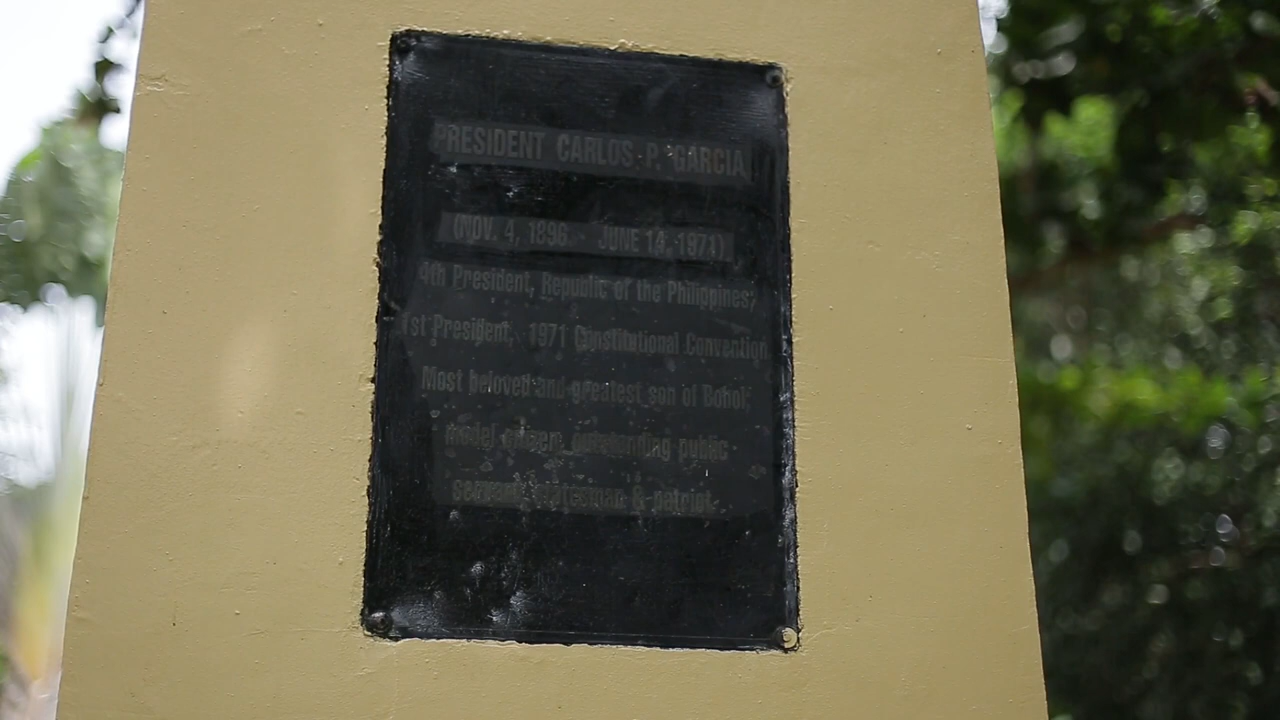 PRESIDENT CARLOS P. GARCIA
(NOV. 4, 1896 - JUNE 14, 1971)
4th President, Republic of the Philippines;
1st President, 1971 Constitutional Convention
Most beloved and greatest son of Bohol;
model citizen, outstanding public
servant, statesman & patriot.